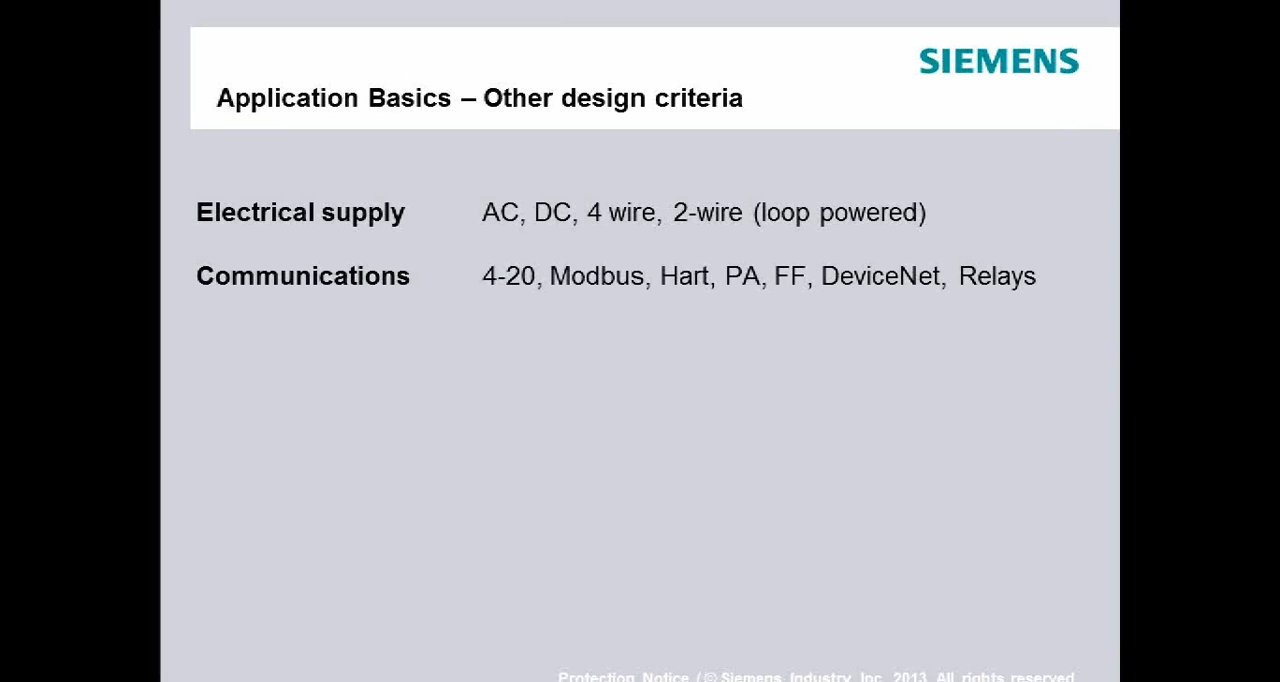 SIEMENS
Application Basics – Other design criteria
Electrical supply AC, DC, 4 wire, 2-wire (loop powered)
Communications 4-20, Modbus, Hart, PA, FF, DeviceNet, Relays
Protection Notice / © Siemens Industry, Inc. 2013. All rights reserved